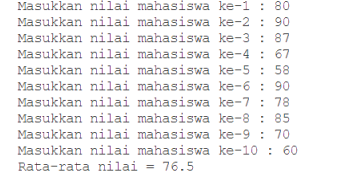 Masukkan nilai mahasiswa ke-1 : 80
Masukkan nilai mahasiswa ke-2 : 90
Masukkan nilai mahasiswa ke-3 : 87
Masukkan nilai mahasiswa ke-4 : 67
Masukkan nilai mahasiswa ke-5 : 58
Masukkan nilai mahasiswa ke-6 : 90
Masukkan nilai mahasiswa ke-7 : 78
Masukkan nilai mahasiswa ke-8 : 85
Masukkan nilai mahasiswa ke-9 : 70
Masukkan nilai mahasiswa ke-10 : 60
Rata-rata nilai = 76.5